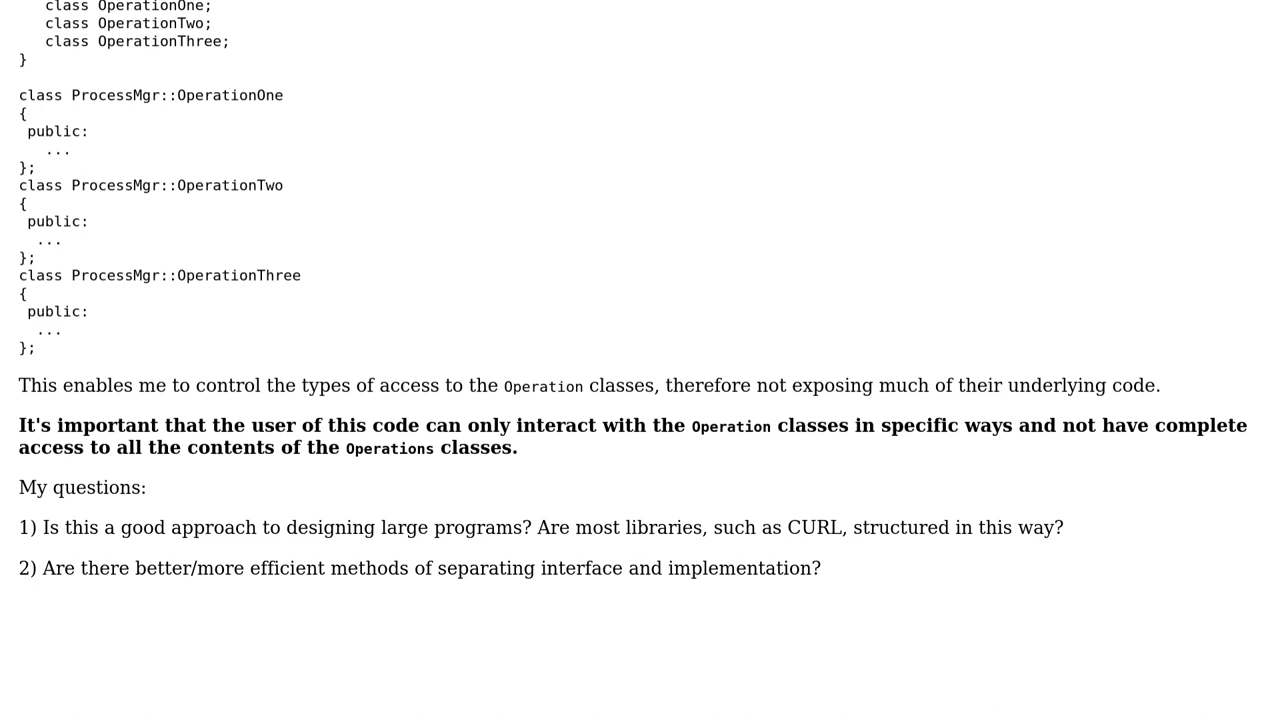 class OperationOne;
class OperationTwo;
class OperationThree;
}
class ProcessMgr::OperationOne
{
public:
...
};
class ProcessMgr::OperationTwo
{
public:
...
};
class ProcessMgr::OperationThree
{
public:
...
};
This enables me to control the types of access to the Operation classes, therefore not exposing much of their underlying code.
It's important that the user of this code can only interact with the Operation classes in specific ways and not have complete
access to all the contents of the Operations classes.
My questions:
1) Is this a good approach to designing large programs? Are most libraries, such as CURL, structured in this way?
2) Are there better/more efficient methods of separating interface and implementation?